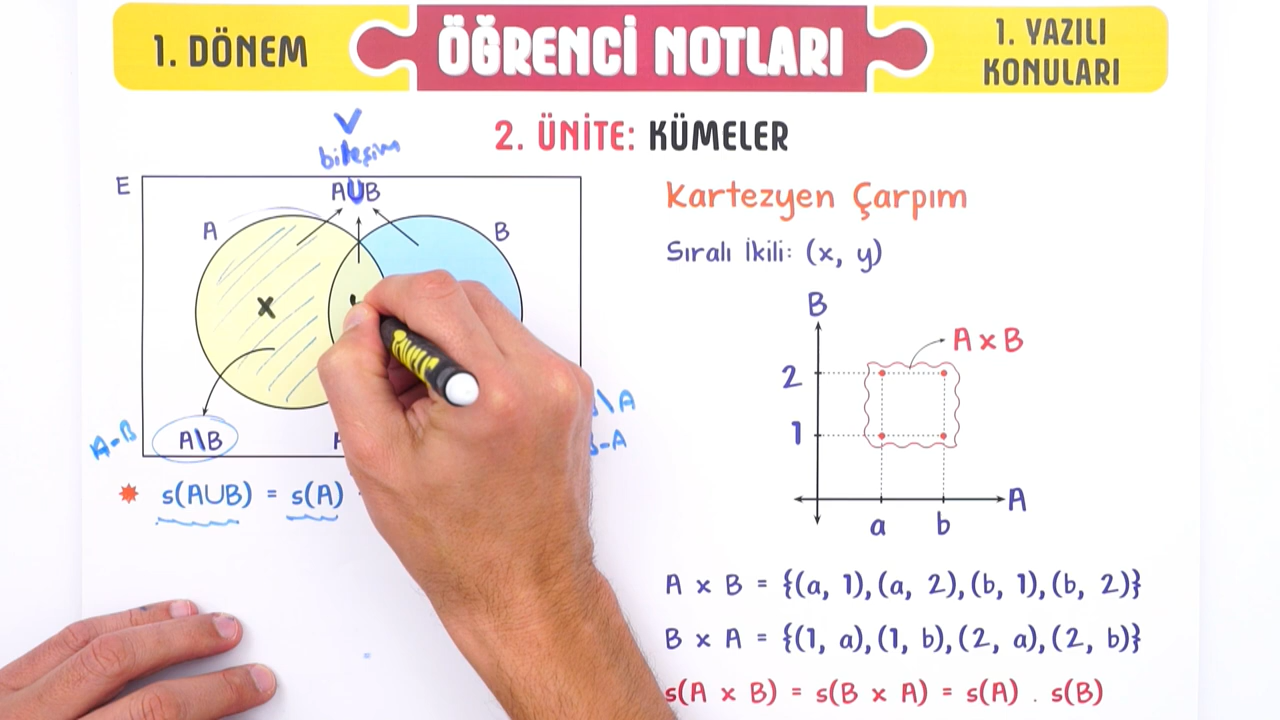 1. DÖNEM
ÖĞRENCİ NOTLARI
1. YAZILI
KONULARI
2. ÜNİTE: KÜMELER
V
bileşim
E
A∪B
A
B
x
A-B
A\B
\A
B-A
s(A∪B) = s(A)
Kartezyen Çarpım
Sıralı İkili: (x, y)
B
A x B
2
1
A
a
b
A x B = {(a, 1),(a, 2),(b, 1),(b, 2)}
B x A = {(1, a),(1, b),(2, a),(2, b)}
s(A x B) = s(B x A) = s(A) . s(B)